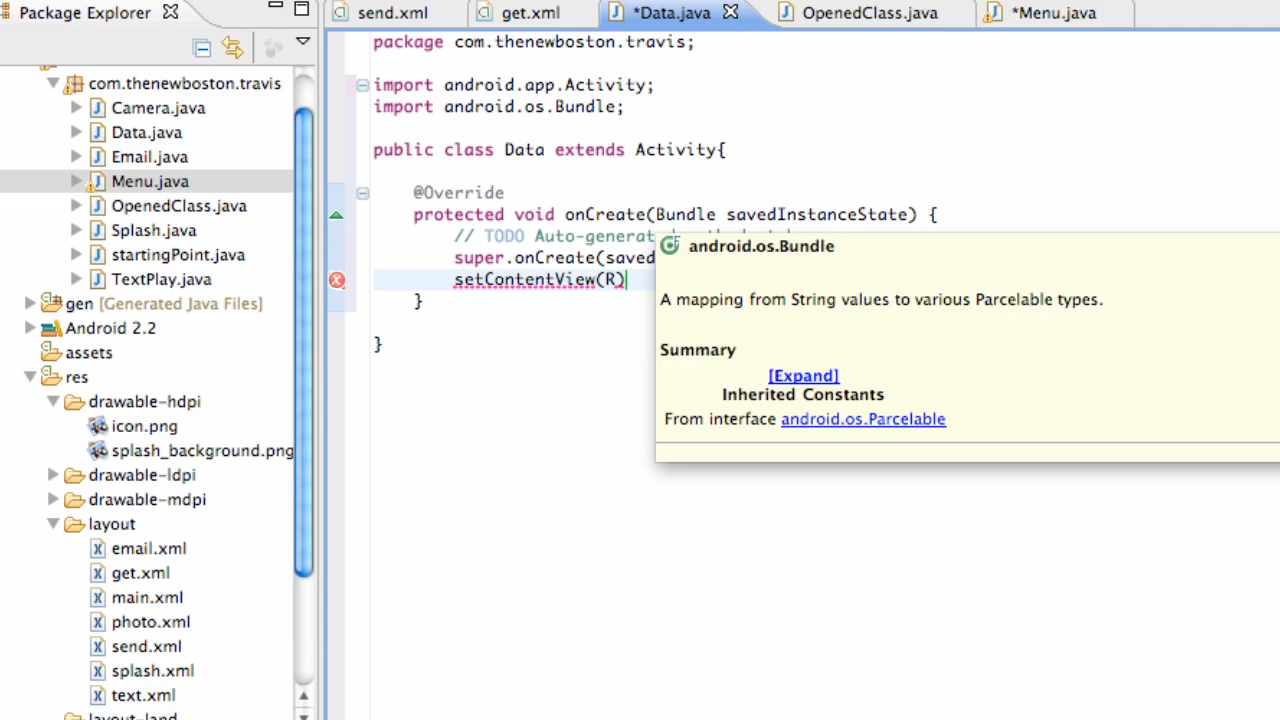 Package Explorer
send.xml
get.xml
*Data.java
OpenedClass.java
*Menu.java
com.thenewboston.travis
Camera.java
Data.java
Email.java
Menu.java
OpenedClass.java
Splash.java
startingPoint.java
TextPlay.java
gen [Generated Java Files]
Android 2.2
assets
res
drawable-hdpi
icon.png
splash_background.png
drawable-ldpi
drawable-mdpi
layout
email.xml
get.xml
main.xml
photo.xml
send.xml
splash.xml
text.xml
layout-land
package com.thenewboston.travis;
import android.app.Activity;
import android.os.Bundle;
public class Data extends Activity{
@Override
protected void onCreate(Bundle savedInstanceState) {
// TODO Auto-generat
super.onCreate(saved
setContentView(R)
}
}
android.os.Bundle
A mapping from String values to various Parcelable types.
Summary
[Expand]
Inherited Constants
From interface android.os.Parcelable